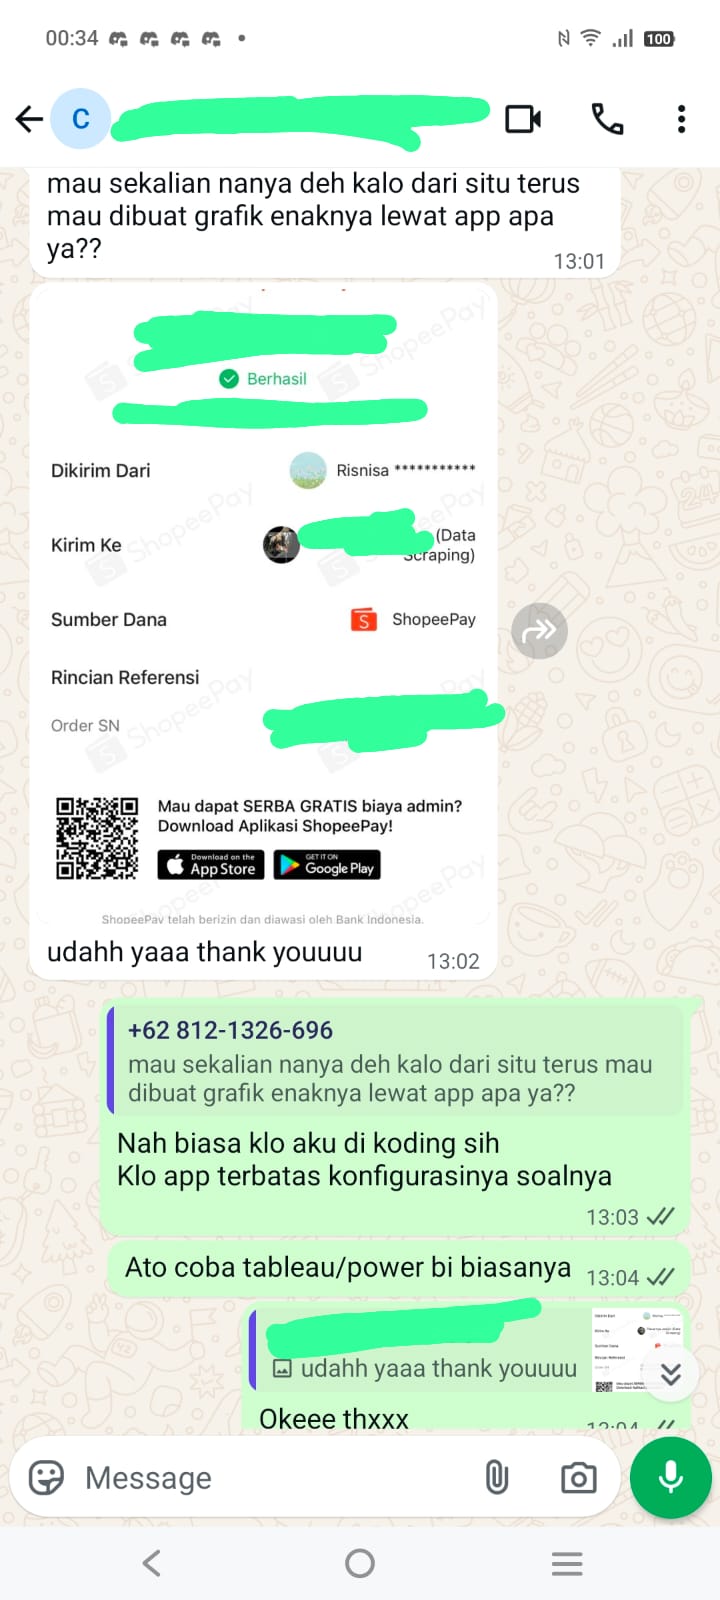 00:34
100
C
mau sekalian nanya deh kalo dari situ terus
mau dibuat grafik enaknya lewat app apa
ya??
13:01
Berhasil
Dikirim Dari
Risnisa ***********
Kirim Ke
(Data
Scraping)
Sumber Dana
S ShopeePay
Rincian Referensi
Order SN
Mau dapat SERBA GRATIS biaya admin?
Download Aplikasi ShopeePay!
Download on the
App Store
GET IT ON
Google Play
ShopeePay telah berizin dan diawasi oleh Bank Indonesia.
udahh yaaa thank youuuu
13:02
+62 812-1326-696
mau sekalian nanya deh kalo dari situ terus mau
dibuat grafik enaknya lewat app apa ya??
Nah biasa klo aku di koding sih
Klo app terbatas konfigurasinya soalnya
13:03
Ato coba tableau/power bi biasanya
13:04
udahh yaaa thank youuuu
Okeee thxxx
13:04
Message